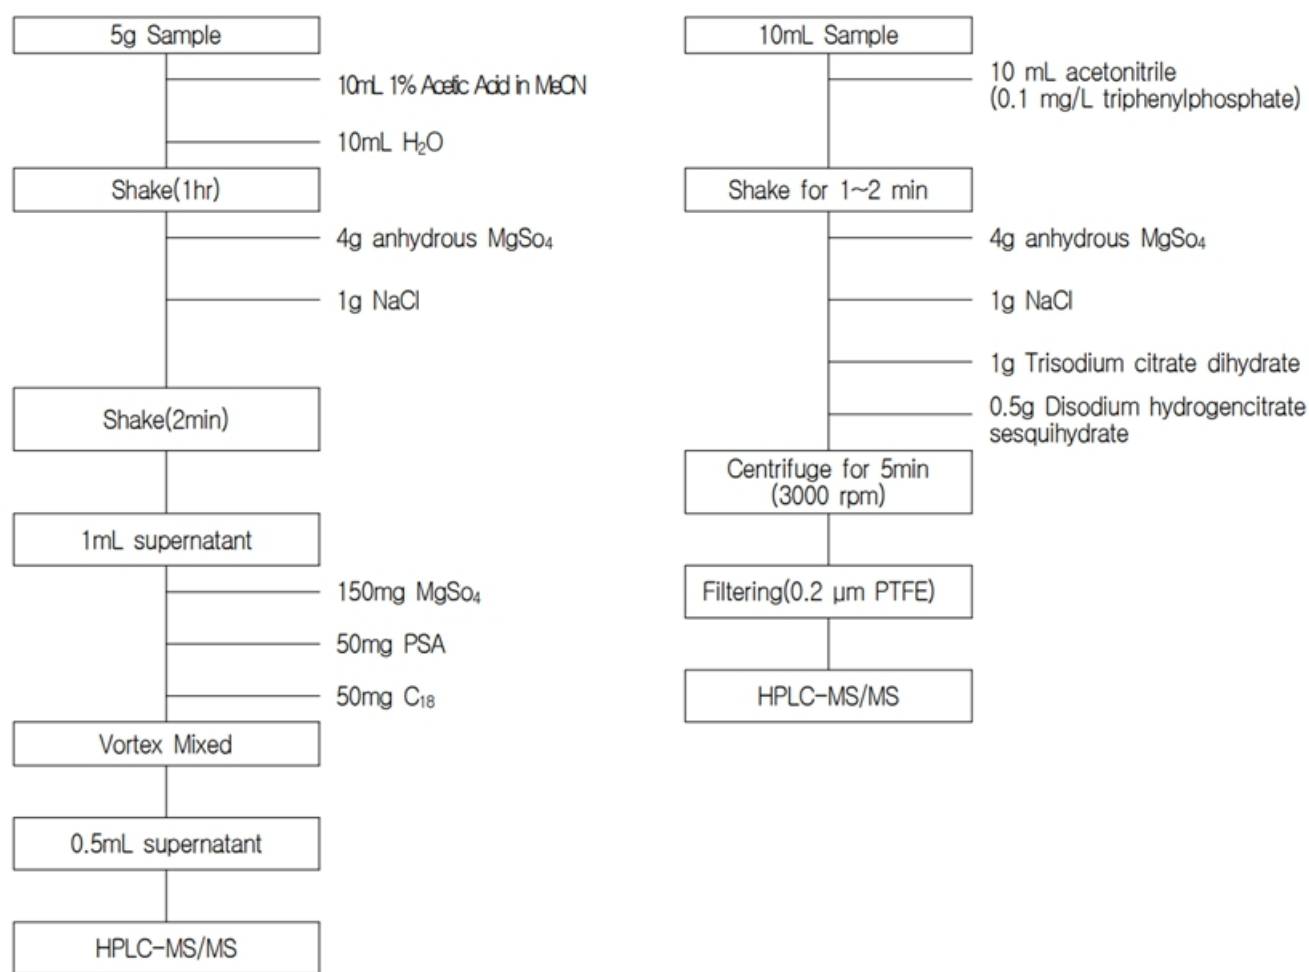 5g Sample
10mL 1% Acetic Acid in MeCN
10mL H₂O
Shake(1hr)
4g anhydrous MgSo₄
1g NaCl
Shake(2min)
1mL supernatant
150mg MgSo₄
50mg PSA
50mg C₁₈
Vortex Mixed
0.5mL supernatant
HPLC-MS/MS
10mL Sample
10 mL acetonitrile
(0.1 mg/L triphenylphosphate)
Shake for 1~2 min
4g anhydrous MgSo₄
1g NaCl
1g Trisodium citrate dihydrate
0.5g Disodium hydrogencitrate
sesquihydrate
Centrifuge for 5min
(3000 rpm)
Filtering(0.2 μm PTFE)
HPLC-MS/MS